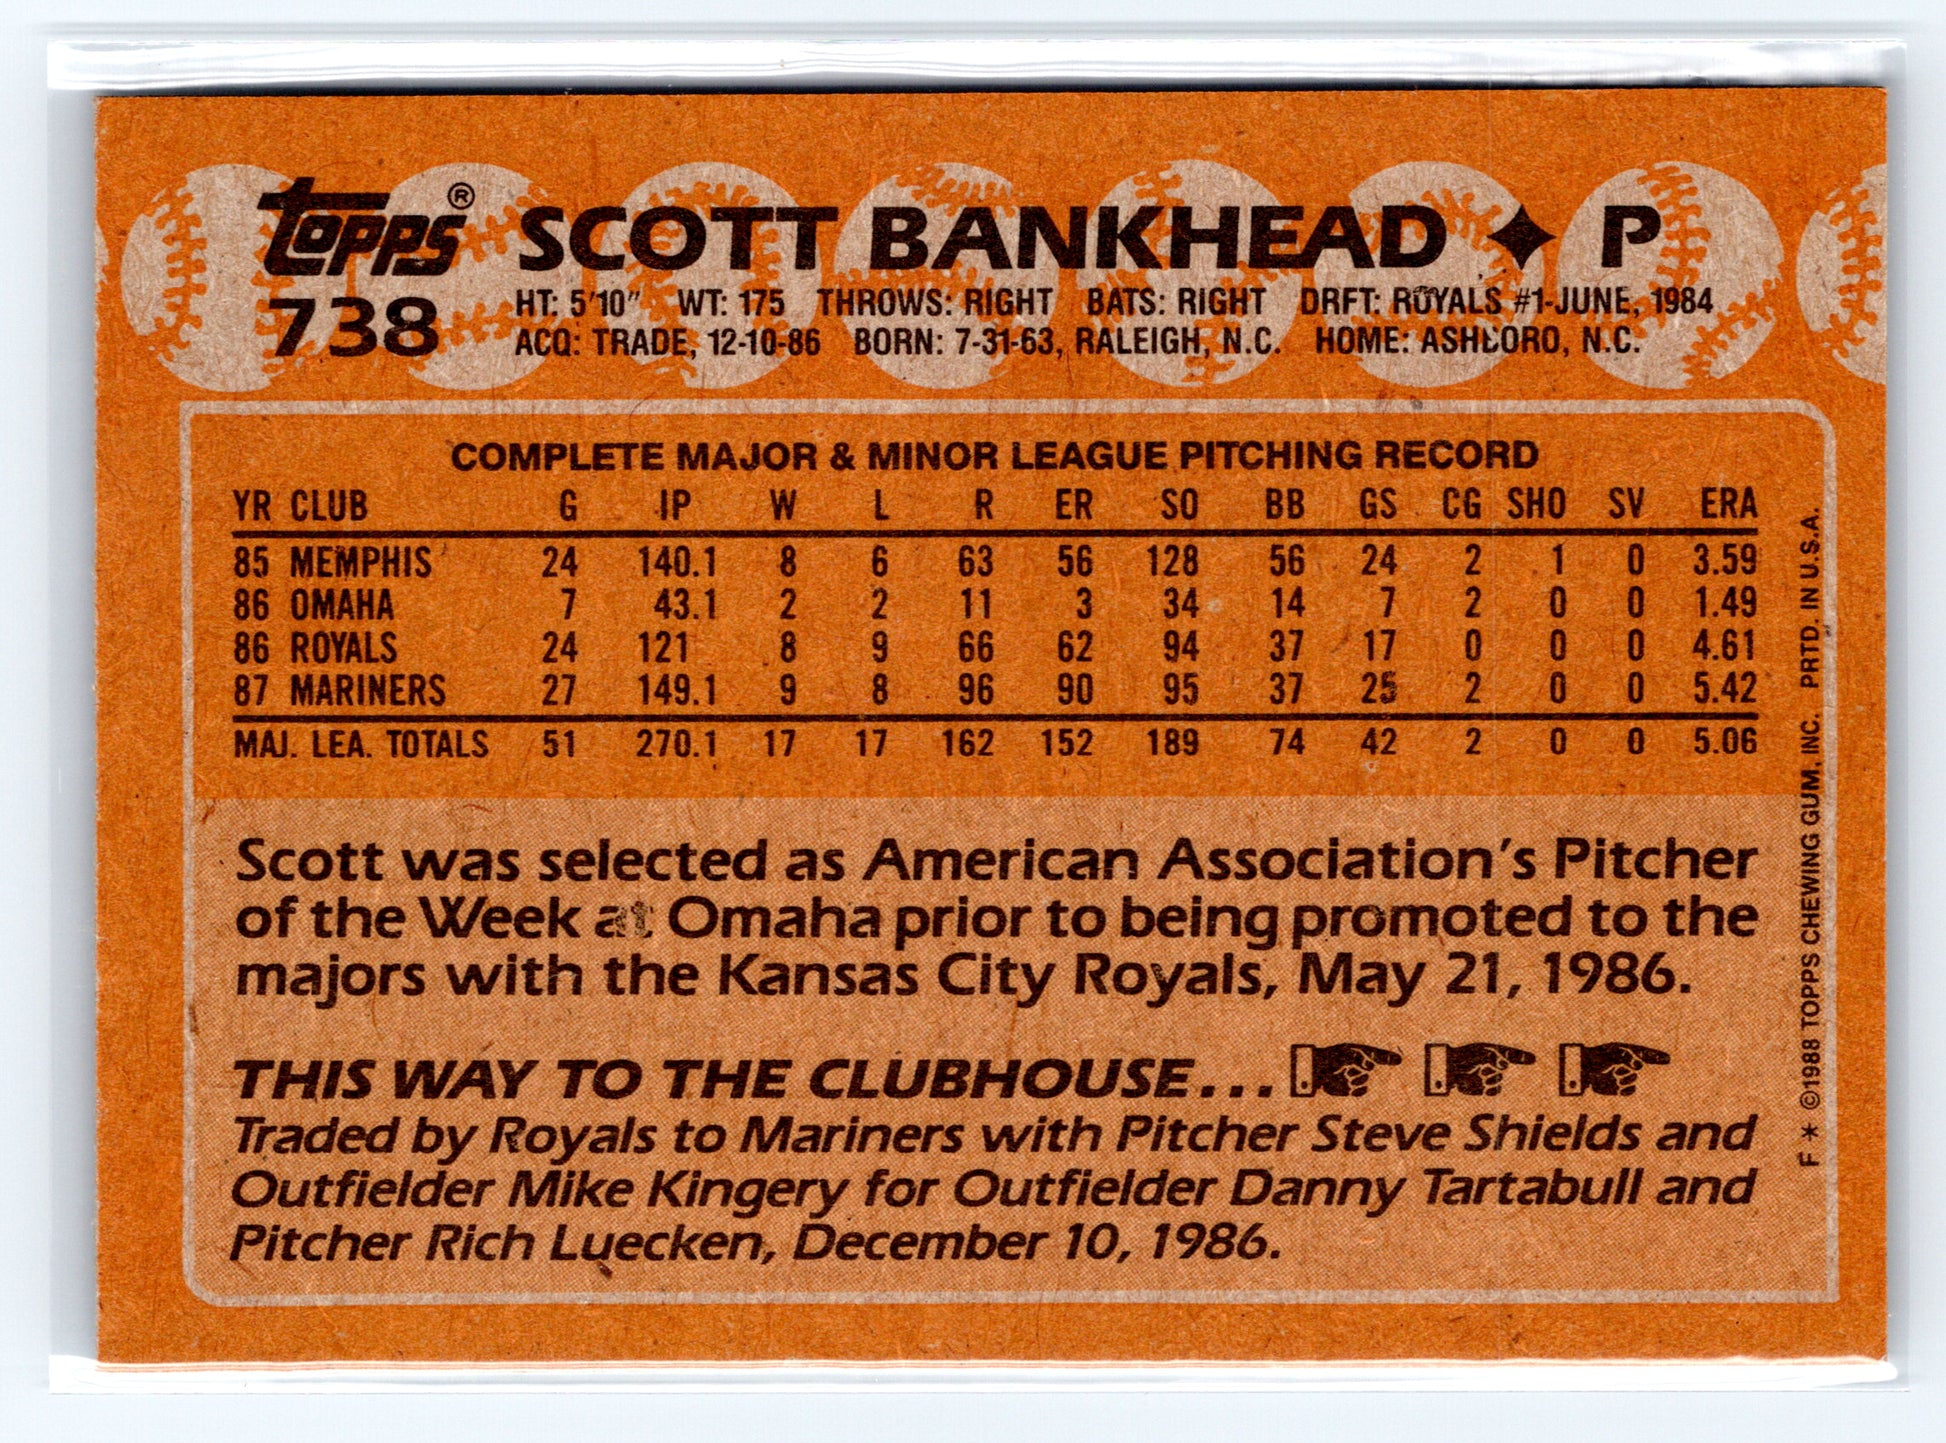 topps® SCOTT BANKHEAD ✦ P
738
HT: 5'10" WT: 175 THROWS: RIGHT BATS: RIGHT DRFT: ROYALS #1-JUNE, 1984
ACQ: TRADE, 12-10-86 BORN: 7-31-63, RALEIGH, N.C. HOME: ASHBORO, N.C.
COMPLETE MAJOR & MINOR LEAGUE PITCHING RECORD
YR CLUB G IP W L R ER SO BB GS CG SHO SV ERA
85 MEMPHIS 24 140.1 8 6 63 56 128 56 24 2 1 0 3.59
86 OMAHA 7 43.1 2 2 11 3 34 14 7 2 0 0 1.49
86 ROYALS 24 121 8 9 66 62 94 37 17 0 0 0 4.61
87 MARINERS 27 149.1 9 8 96 90 95 37 25 2 0 0 5.42
MAJ. LEA. TOTALS 51 270.1 17 17 162 152 189 74 42 2 0 0 5.06
Scott was selected as American Association's Pitcher
of the Week at Omaha prior to being promoted to the
majors with the Kansas City Royals, May 21, 1986.
THIS WAY TO THE CLUBHOUSE...
Traded by Royals to Mariners with Pitcher Steve Shields and
Outfielder Mike Kingery for Outfielder Danny Tartabull and
Pitcher Rich Luecken, December 10, 1986.
F * ©1988 TOPPS CHEWING GUM, INC. PRTD. IN U.S.A.